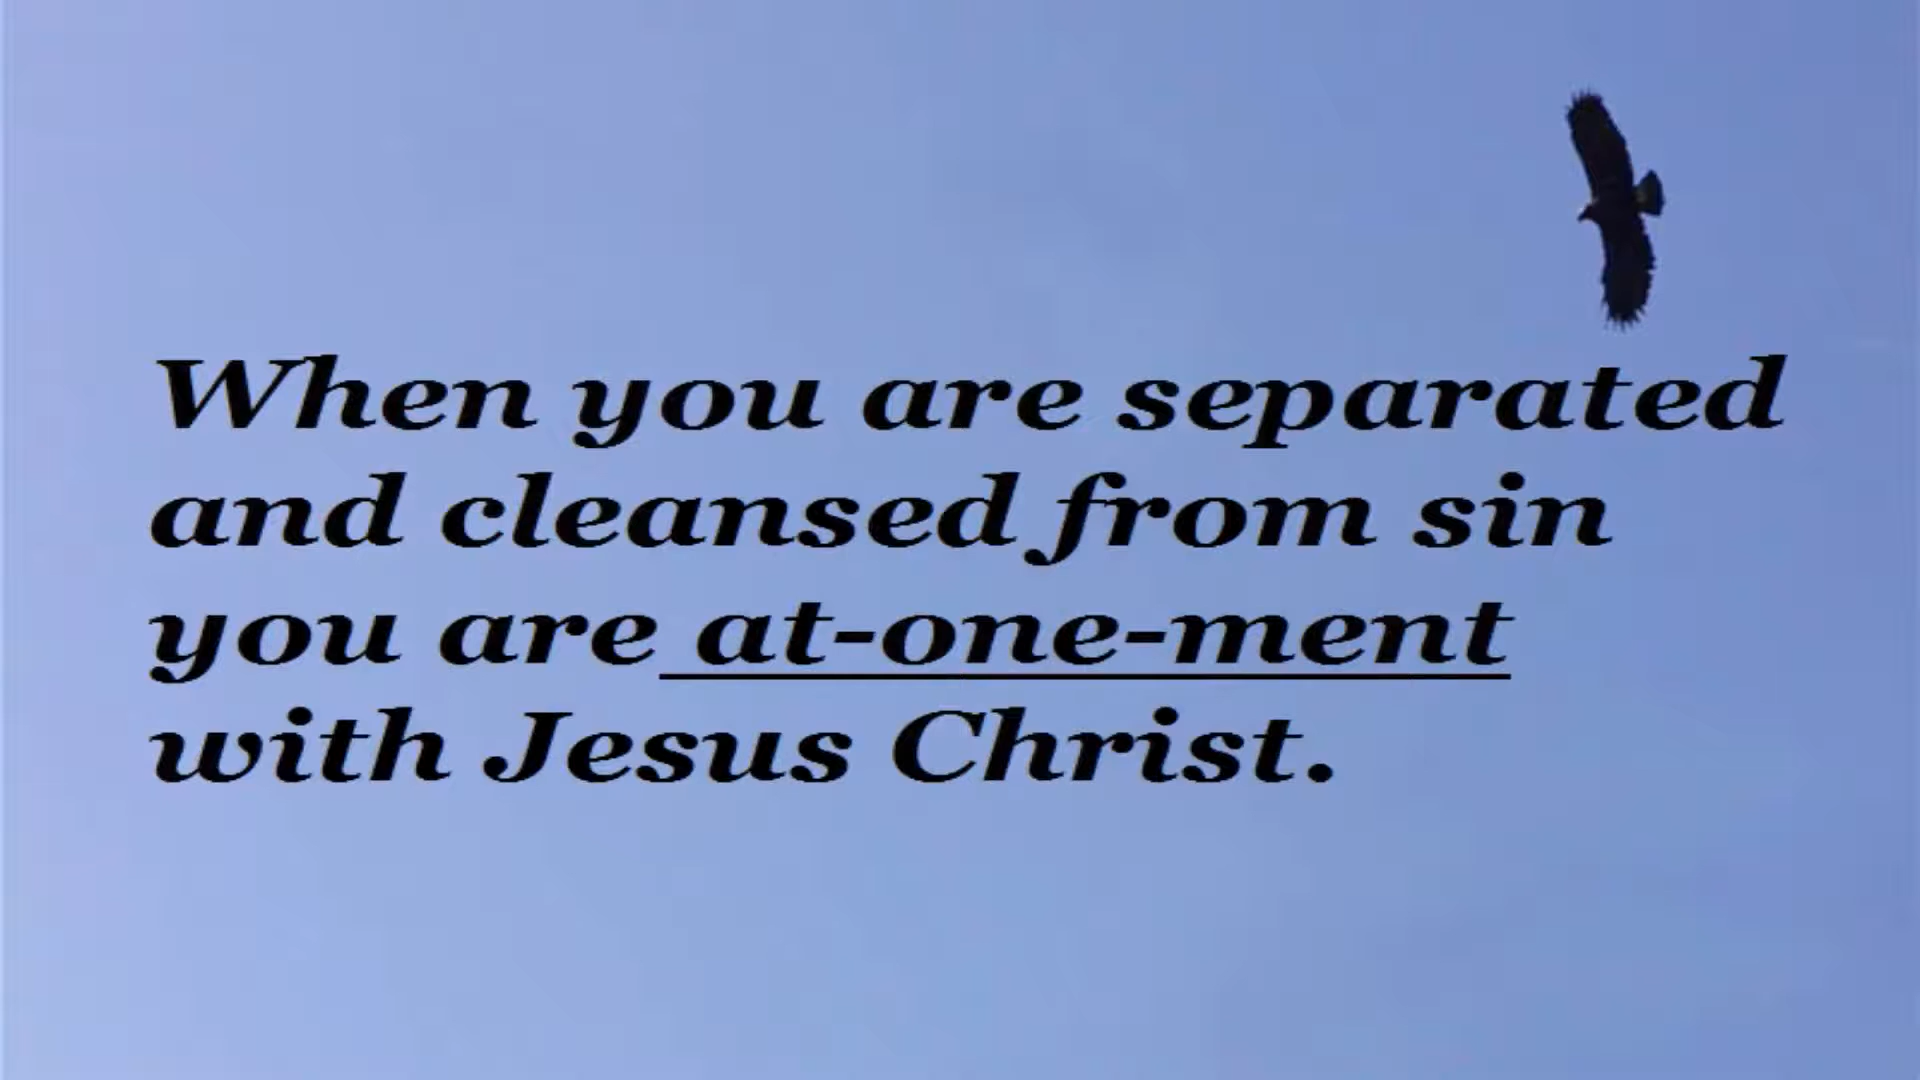 When you are separated
and cleansed from sin
you are at-one-ment
with Jesus Christ.